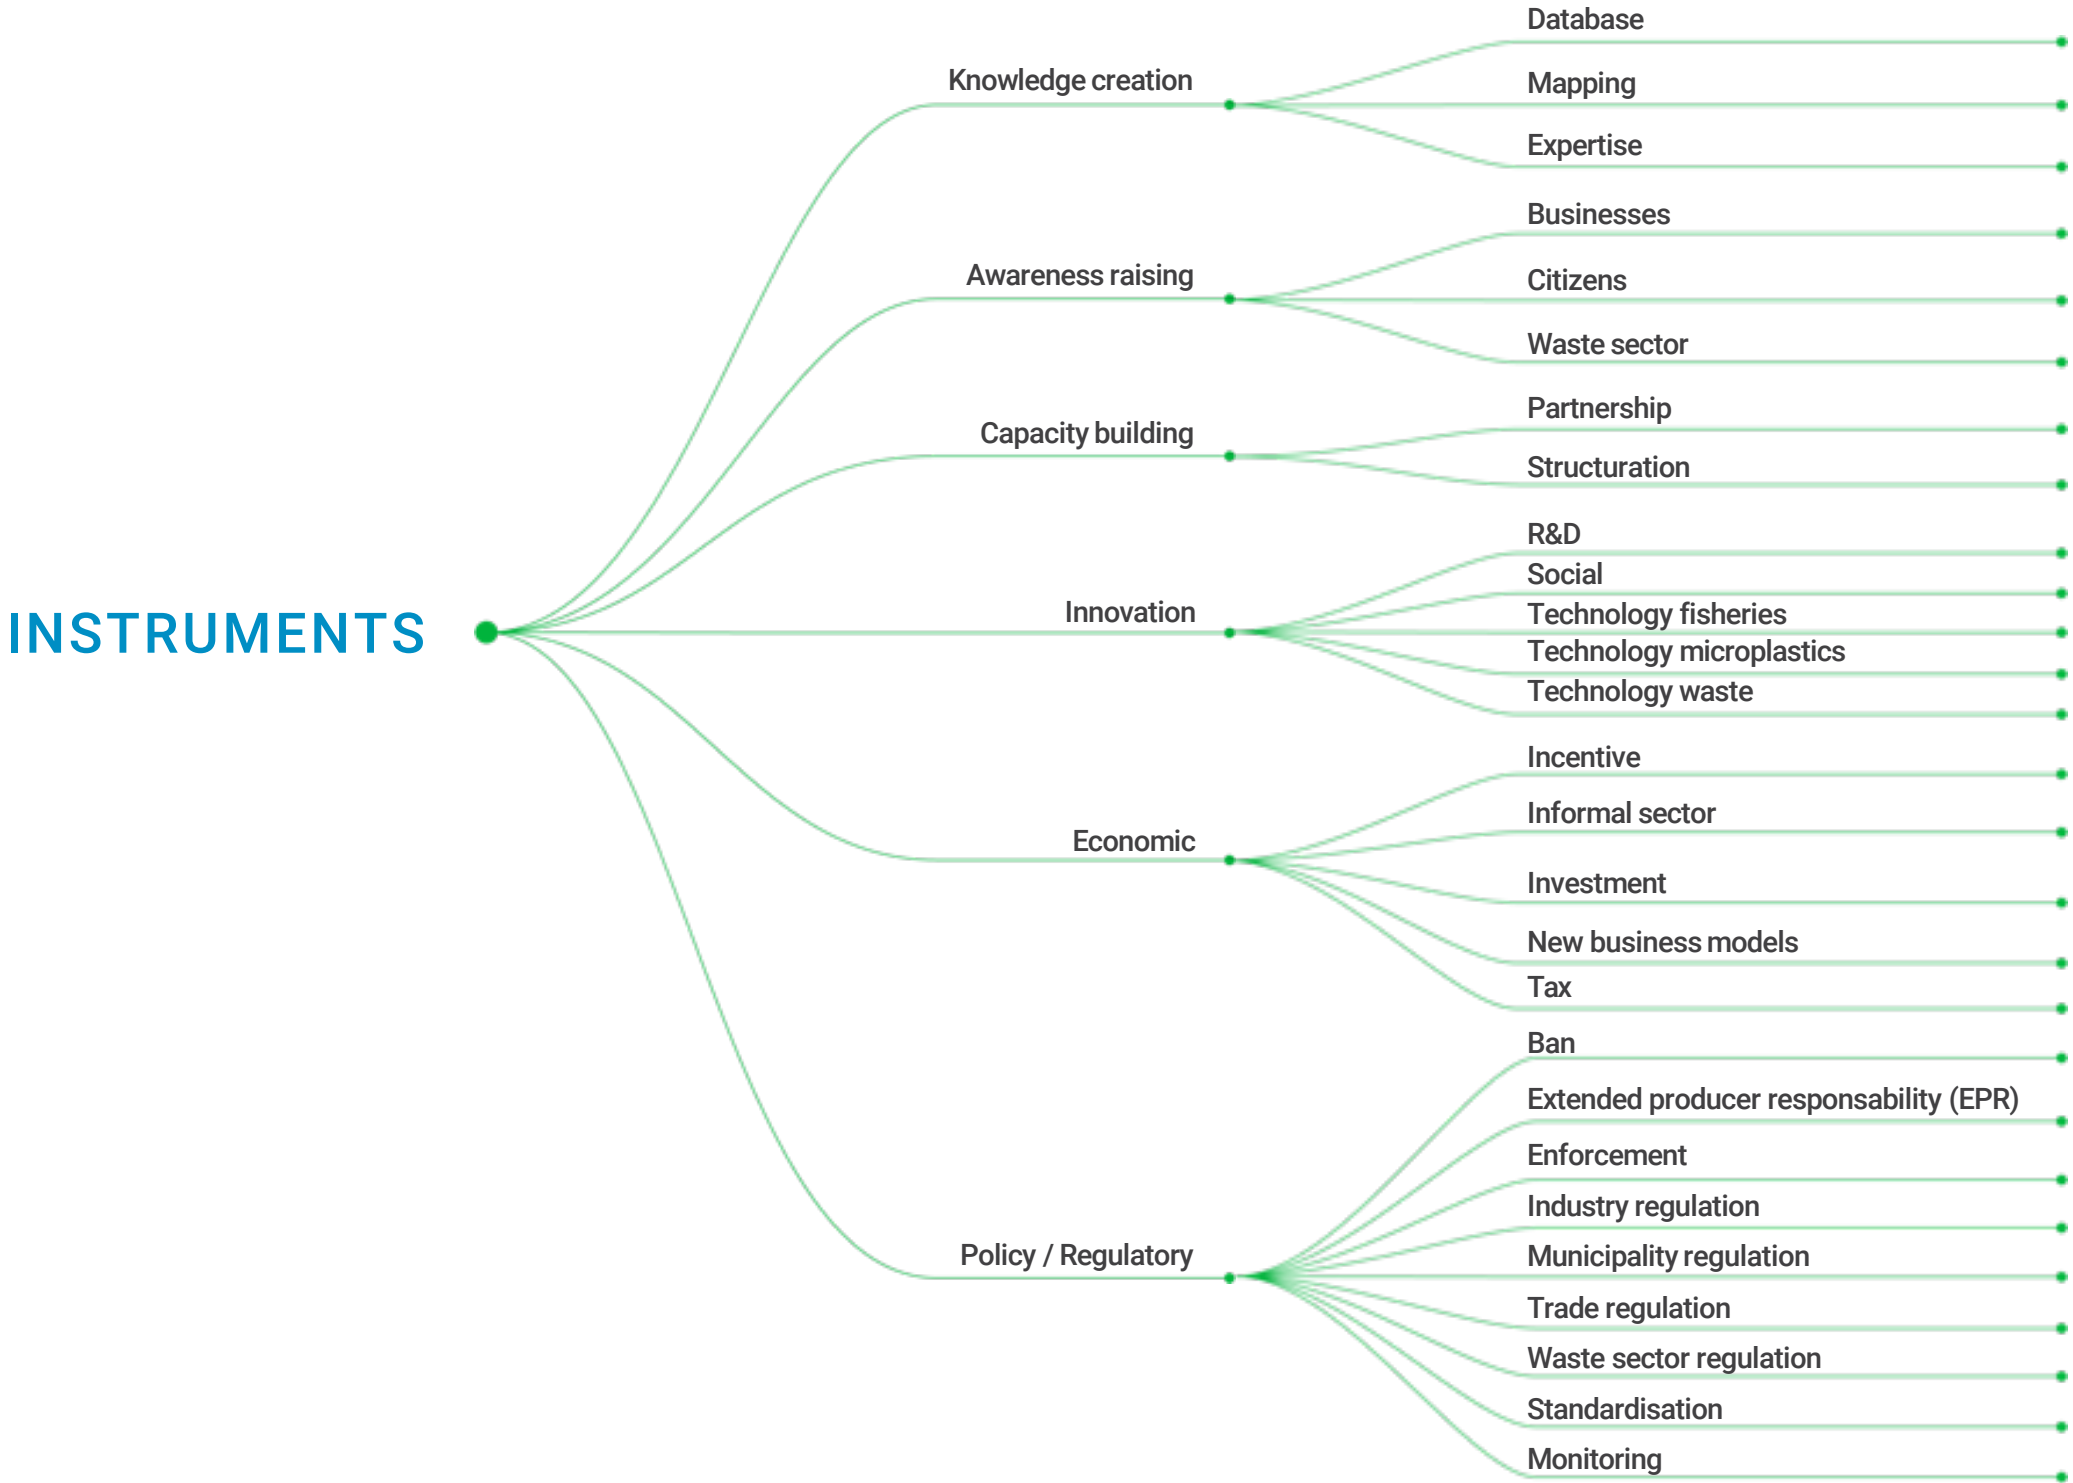 INSTRUMENTS
Knowledge creation
Database
Mapping
Expertise
Awareness raising
Businesses
Citizens
Waste sector
Capacity building
Partnership
Structuration
Innovation
R&D
Social
Technology fisheries
Technology microplastics
Technology waste
Economic
Incentive
Informal sector
Investment
New business models
Tax
Policy / Regulatory
Ban
Extended producer responsability (EPR)
Enforcement
Industry regulation
Municipality regulation
Trade regulation
Waste sector regulation
Standardisation
Monitoring